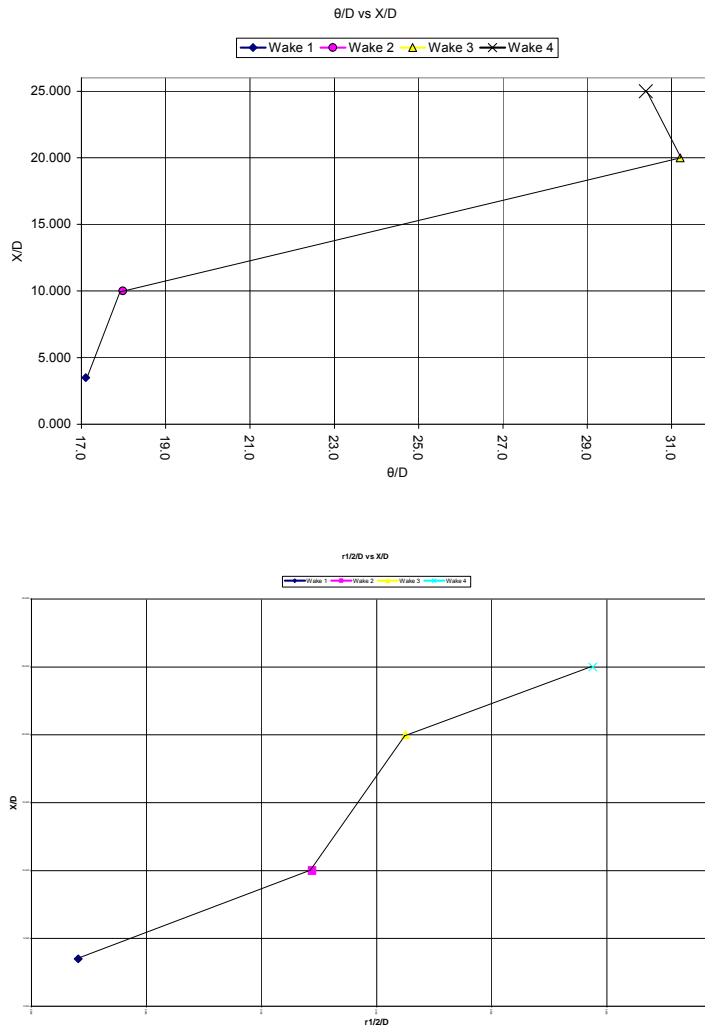 θ/D vs X/D
Wake 1 Wake 2 Wake 3 Wake 4
25.000
20.000
15.000
10.000
5.000
0.000
X/D
17.0 19.0 21.0 23.0 25.0 27.0 29.0 31.0
θ/D
r1/2/D vs X/D
Wake 1 Wake 2 Wake 3 Wake 4
X/D
r1/2/D